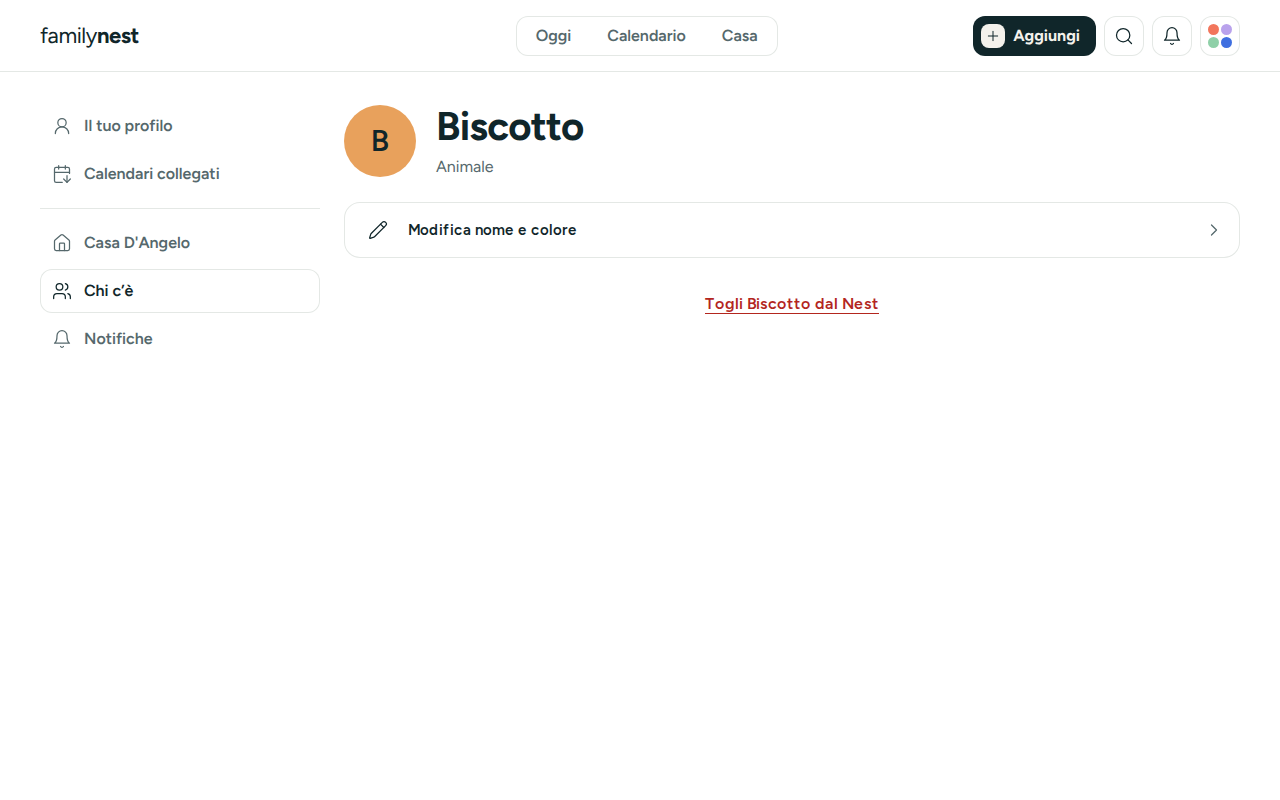 familynest
Oggi
Calendario
Casa
Aggiungi
Il tuo profilo
Calendari collegati
Casa D'Angelo
Chi c’è
Notifiche
B
Biscotto
Animale
Modifica nome e colore
Togli Biscotto dal Nest